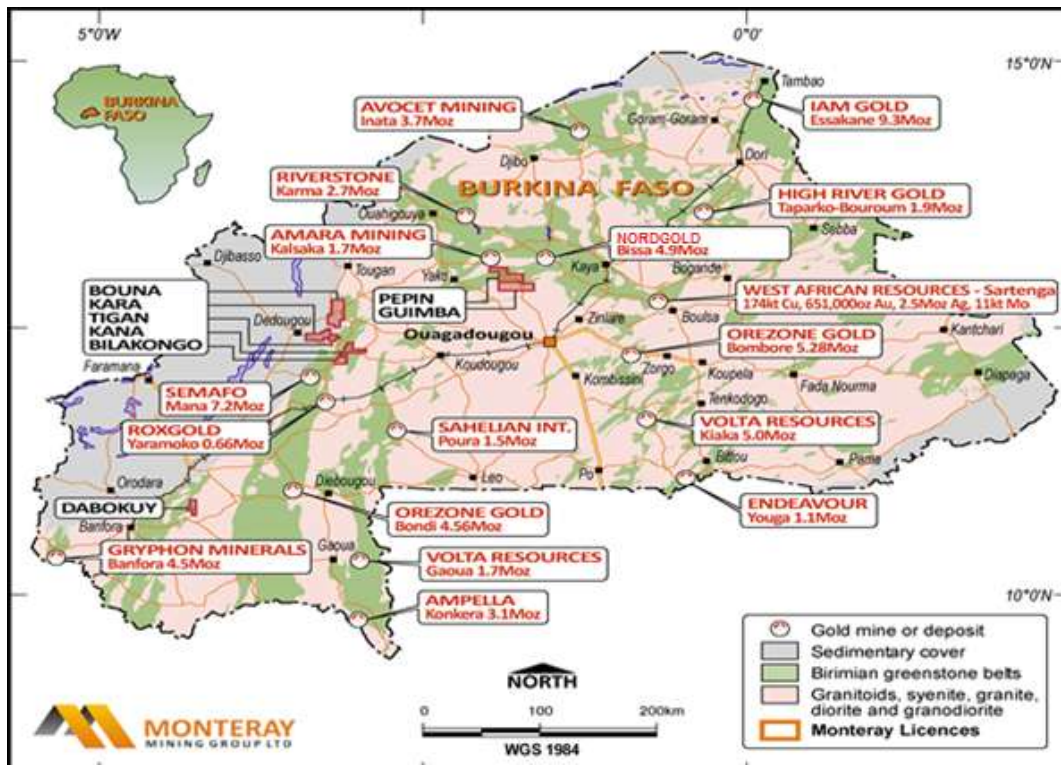 5°0'W
0°0'
15°0'N
BURKINA
FASO
AVOCET MINING
Inata 3.7Moz
Tambao
IAM GOLD
Essakane 9.3Moz
Goram-Goram
Djibo
Dori
RIVERSTONE
Karma 2.7Moz
BURKINA FASO
HIGH RIVER GOLD
Taparko-Bouroum 1.9Moz
Ouahigouya
Sebba
AMARA MINING
Kalsaka 1.7Moz
NORDGOLD
Bissa 4.9Moz
Djibasso
Tougan
Yako
Kaya
Bogande
BOUNA
KARA
TIGAN
KANA
BILAKONGO
PEPIN
GUIMBA
WEST AFRICAN RESOURCES - Sartenga
174kt Cu, 651,000oz Au, 2.5Moz Ag, 11kt Mo
Dedougou
Ouagadougou
Ziniare
Boulsa
Kantchari
OREZONE GOLD
Bombore 5.28Moz
Faramana
Koudougou
Zorgo
Kombissiri
Koupela
Fada Nourma
Diapaga
SEMAFO
Mana 7.2Moz
Tenkodogo
ROXGOLD
Yaramoko 0.66Moz
SAHELIAN INT.
Poura 1.5Moz
VOLTA RESOURCES
Kiaka 5.0Moz
Orodara
Leo
Po
Bittou
Pama
DABOKUY
Diebougou
OREZONE GOLD
Bondi 4.56Moz
ENDEAVOUR
Youga 1.1Moz
Banfora
GRYPHON MINERALS
Banfora 4.5Moz
Gaoua
VOLTA RESOURCES
Gaoua 1.7Moz
AMPELLA
Konkera 3.1Moz
10°0'N
Gold mine or deposit
Sedimentary cover
Birimian greenstone belts
Granitoids, syenite, granite,
diorite and granodiorite
Monteray Licences
NORTH
0 100 200km
WGS 1984
MONTERAY
MINING GROUP LTD